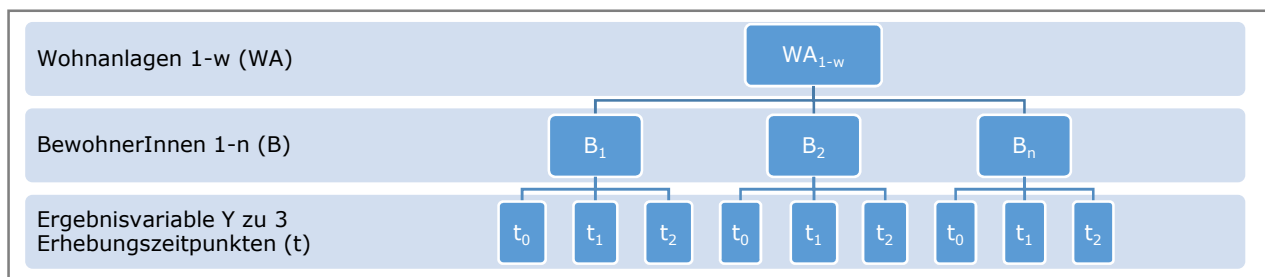 Wohnanlagen 1-w (WA)
WA1-w
BewohnerInnen 1-n (B)
B1 B2 Bn
Ergebnisvariable Y zu 3
Erhebungszeitpunkten (t)
t0 t1 t2 t0 t1 t2 t0 t1 t2